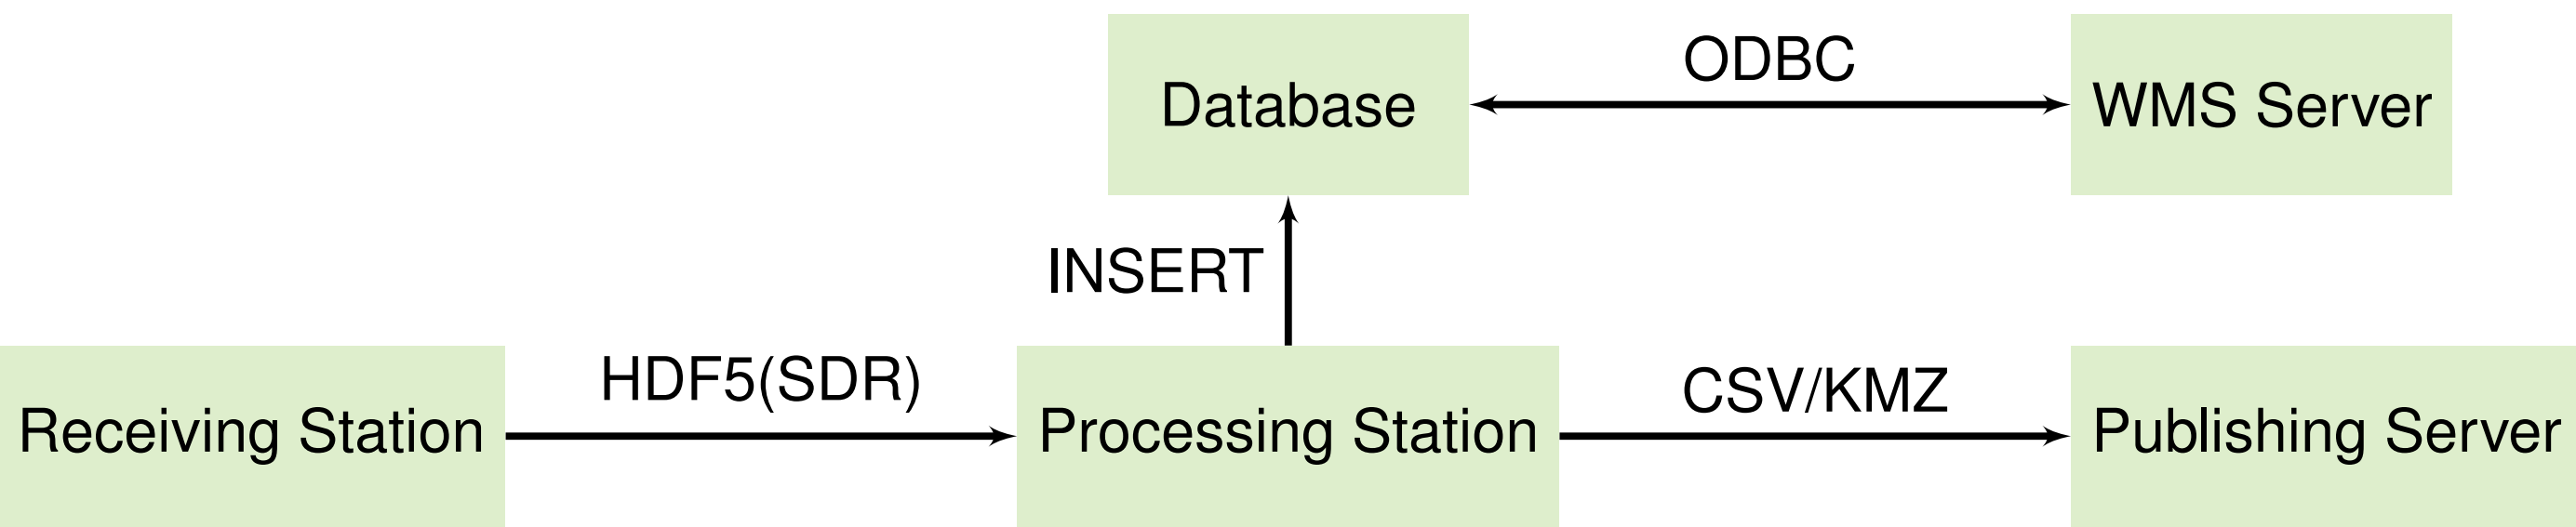 ODBC
Database
WMS Server
INSERT
HDF5(SDR)
CSV/KMZ
Receiving Station
Processing Station
Publishing Server